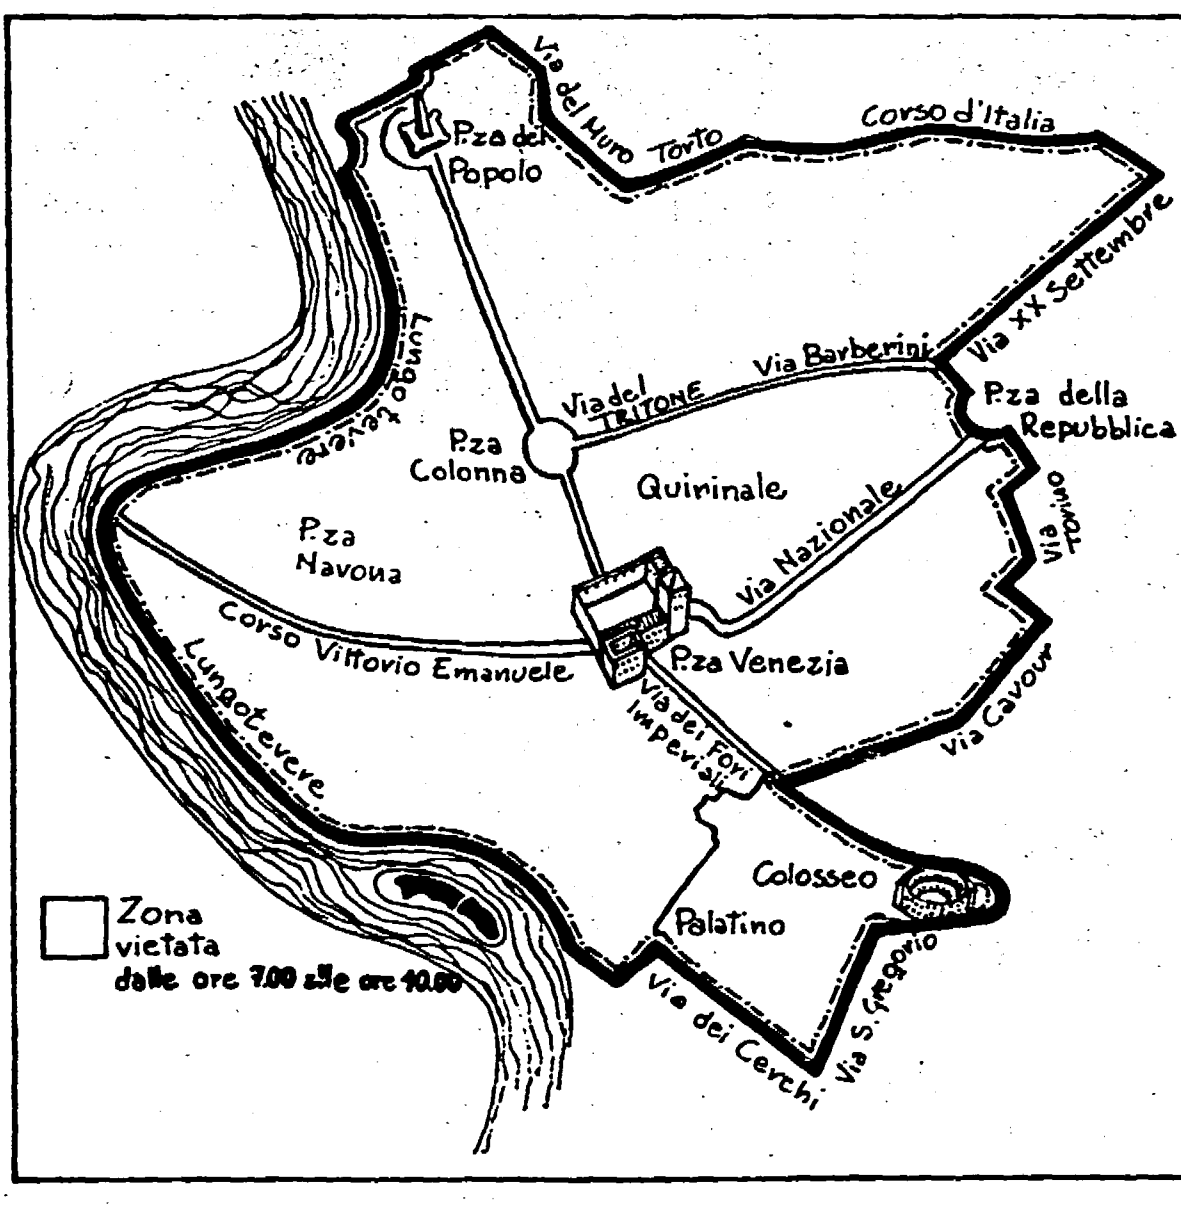 Via del Muro
Torto
Corso d'Italia
P.za del
Popolo
Via XX Settembre
Lungotevere
Via del
TRITONE
Via Barberini
P.za della
Repubblica
P.za
Colonna
Quirinale
Via Nazionale
Via
TORINO
P.za
Navona
Corso Vittorio Emanuele
P.za Venezia
Lungotevere
Via dei Fori
Imperiali
Via Cavour
Colosseo
Palatino
Via S. Gregorio
Via dei Cerchi
Zona
vietata
dalle ore 7.00 alle ore 10.00